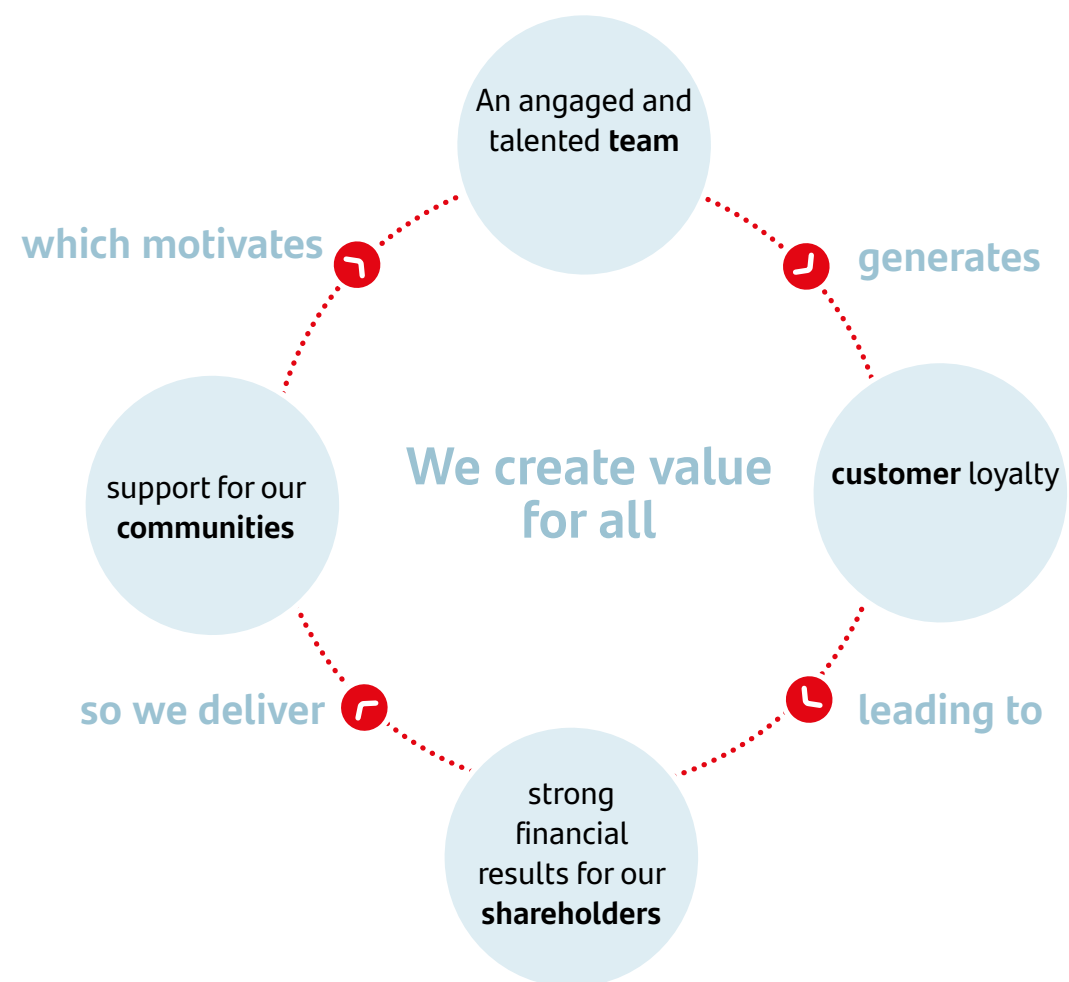 An angaged and
talented team
generates
customer loyalty
leading to
strong
financial
results for our
shareholders
so we deliver
support for our
communities
which motivates
We create value
for all